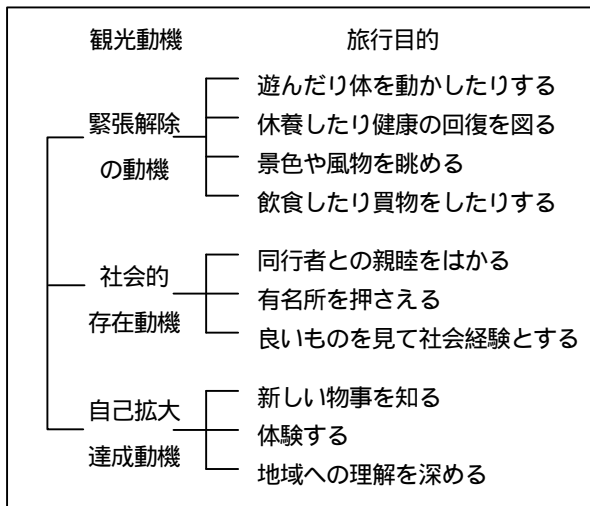 観光動機 旅行目的
緊張解除
の動機
遊んだり体を動かしたりする
休養したり健康の回復を図る
景色や風物を眺める
飲食したり買物をしたりする
社会的
存在動機
同行者との親睦をはかる
有名所を押さえる
良いものを見て社会経験とする
自己拡大
達成動機
新しい物事を知る
体験する
地域への理解を深める